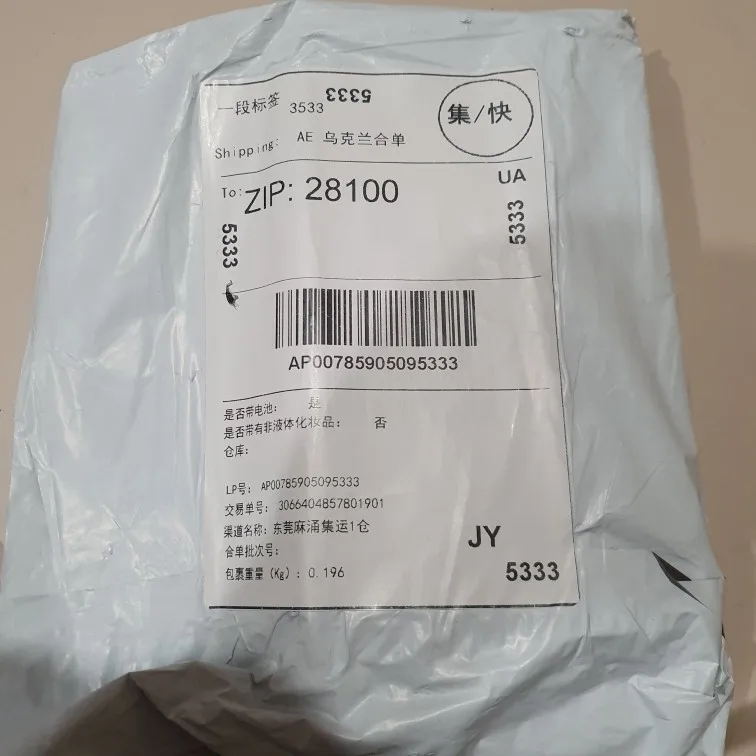 一段标签 3533
5333
集/快
Shipping: AE 乌克兰合单
To: ZIP: 28100
UA
5333
5333
AP00785905095333
是否带电池: 是
是否带有非液体化妆品: 否
仓库:
LP号: AP00785905095333
交易单号: 3066404857801901
渠道名称: 东莞麻涌集运1仓
合单批次号:
包裹重量 (Kg) : 0.196
JY
5333